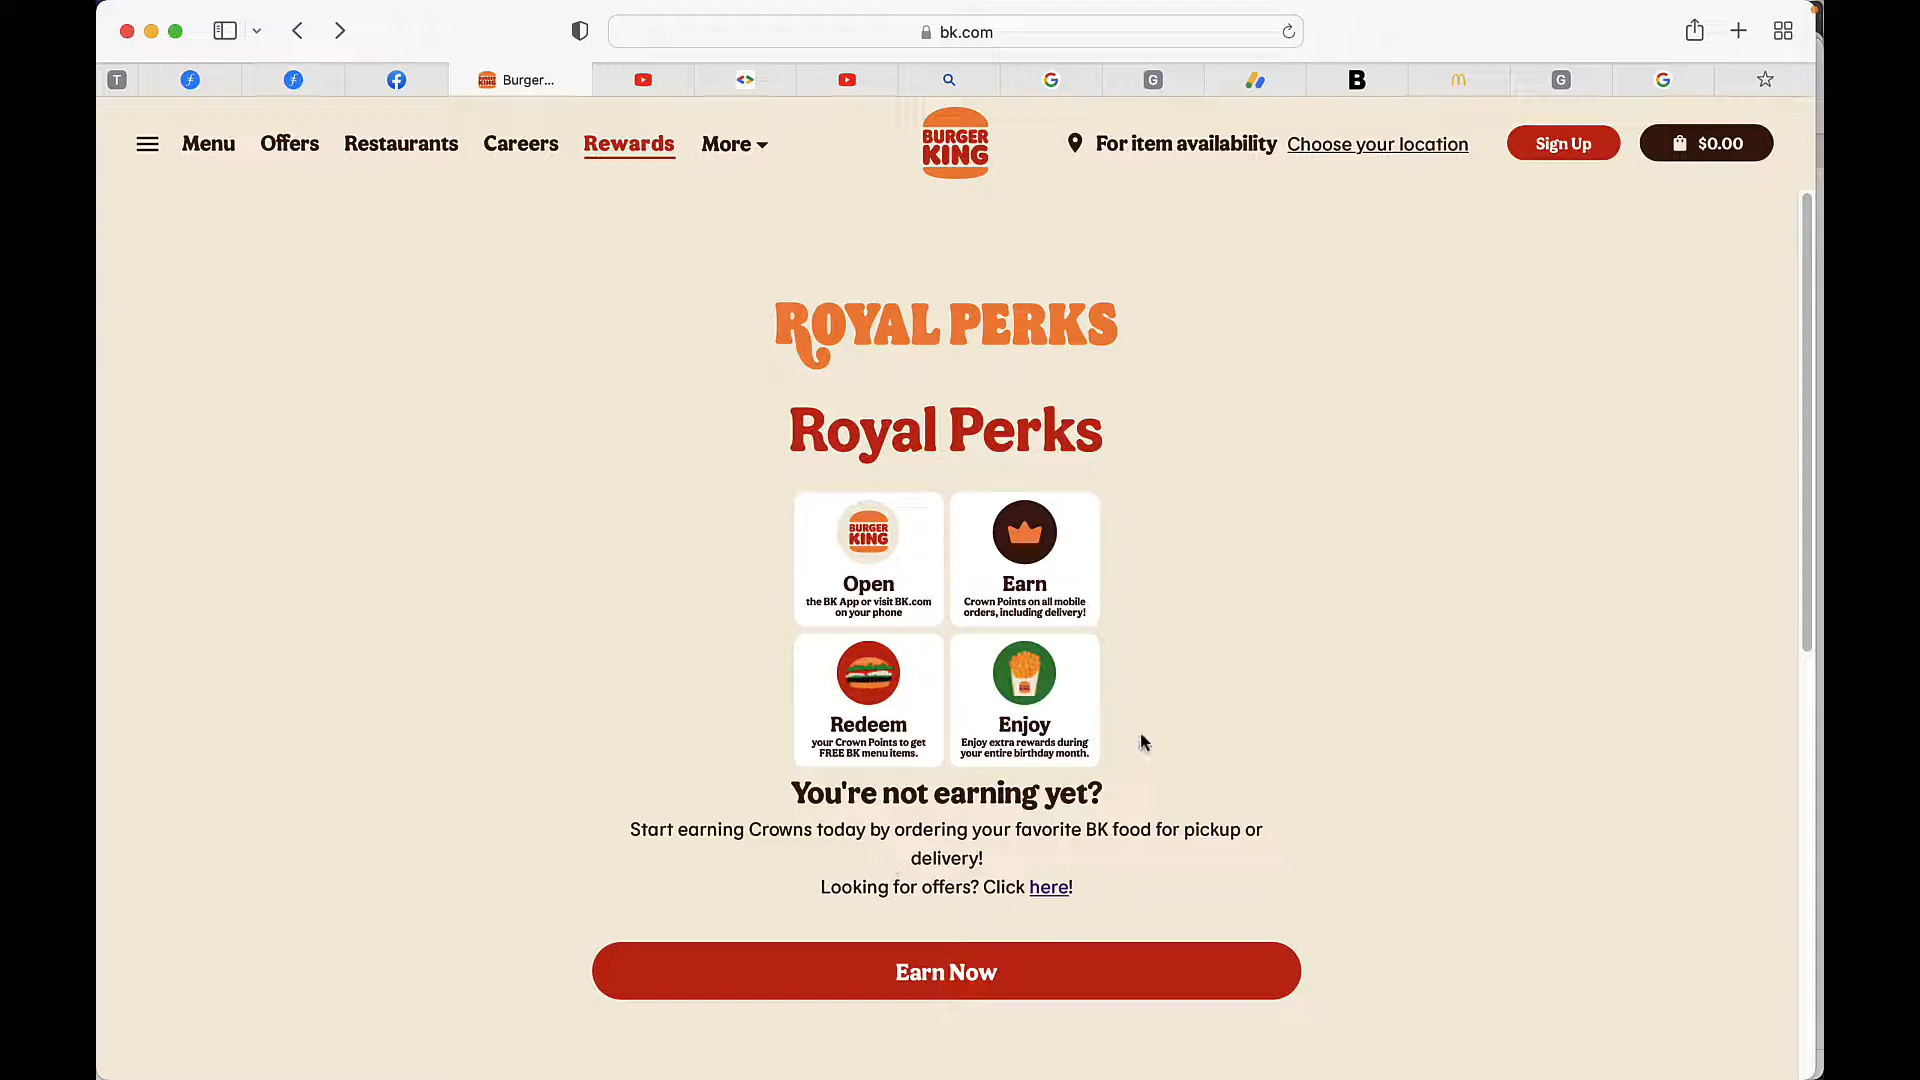 bk.com
T
Burger...
G
B
G
Menu
Offers
Restaurants
Careers
Rewards
More
BURGER
KING
For item availability
Choose your location
Sign Up
$0.00
ROYAL PERKS
Royal Perks
BURGER
KING
Open
the BK App or visit BK.com
on your phone
Earn
Crown Points on all mobile
orders, including delivery!
Redeem
your Crown Points to get
FREE BK menu items.
Enjoy
Enjoy extra rewards during
your entire birthday month.
You're not earning yet?
Start earning Crowns today by ordering your favorite BK food for pickup or
delivery!
Looking for offers? Click here!
Earn Now